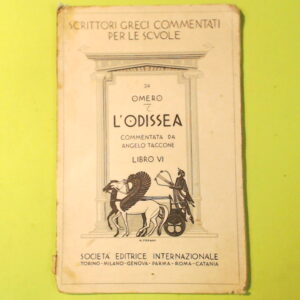 SCRITTORI GRECI COMMENTATI
PER LE SCVOLE
OMERO
L'ODISSEA
COMMENTATA DA
ANGELO TACCONE
LIBRO VI
SOCIETÀ EDITRICE INTERNAZIONALE
TORINO-MILANO-GENOVA-PARMA-ROMA-CATANIA